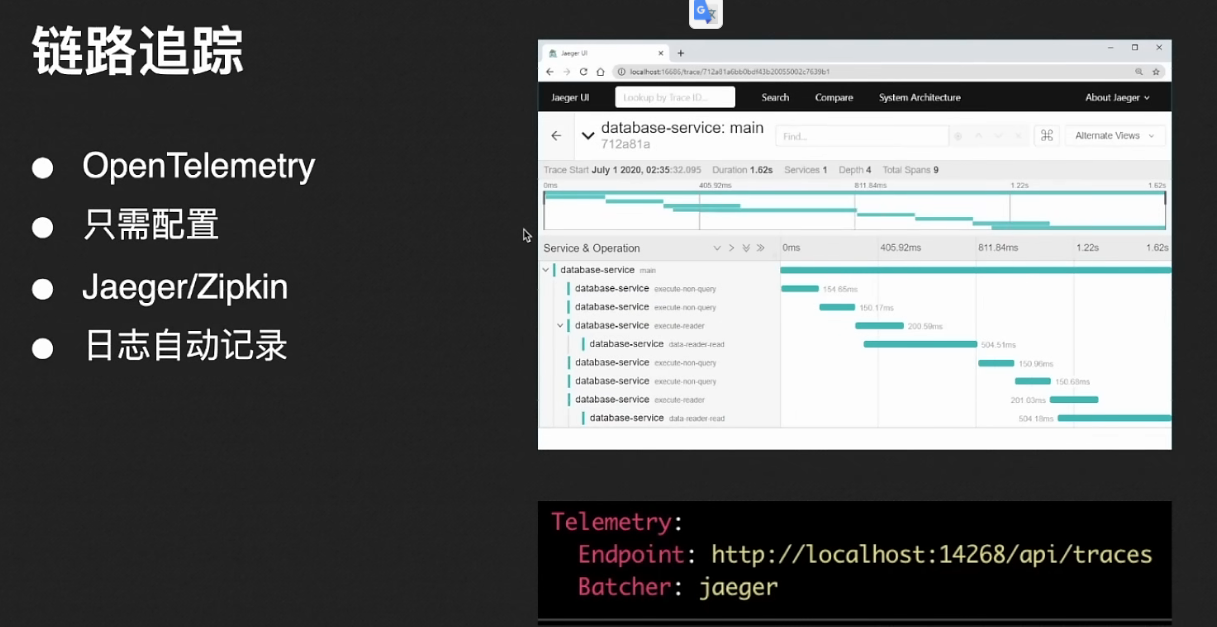 链路追踪
OpenTelemetry
只需配置
Jaeger/Zipkin
日志自动记录
Jaeger UI
localhost:16686/trace/712a81a6bb0bdf43b20055002c7639b1
Jaeger UI Lookup by Trace ID... Search Compare System Architecture About Jaeger
database-service: main
712a81a
Find...
Alternate Views
Trace Start July 1 2020, 02:35:32.095 Duration 1.62s Services 1 Depth 4 Total Spans 9
0ms 405.92ms 811.84ms 1.22s 1.62s
Service & Operation 0ms 405.92ms 811.84ms 1.22s 1.62s
database-service main
database-service execute-non-query 154.65ms
database-service execute-non-query 150.17ms
database-service execute-reader 200.59ms
database-service data-reader-read 504.51ms
database-service execute-non-query 150.96ms
database-service execute-non-query 150.68ms
database-service execute-reader 201.03ms
database-service data-reader-read 504.18ms
Telemetry:
Endpoint: http://localhost:14268/api/traces
Batcher: jaeger